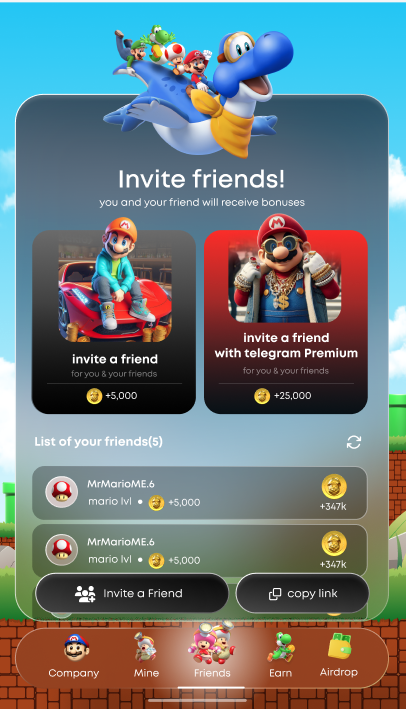 Invite friends!
you and your friend will receive bonuses
invite a friend
for you & your friends
+5,000
invite a friend
with telegram Premium
for you & your friends
+25,000
List of your friends(5)
MrMarioME.6
mario lvl • +5,000
+347k
MrMarioME.6
mario lvl • +5,000
+347k
Invite a Friend
copy link
Company
Mine
Friends
Earn
Airdrop